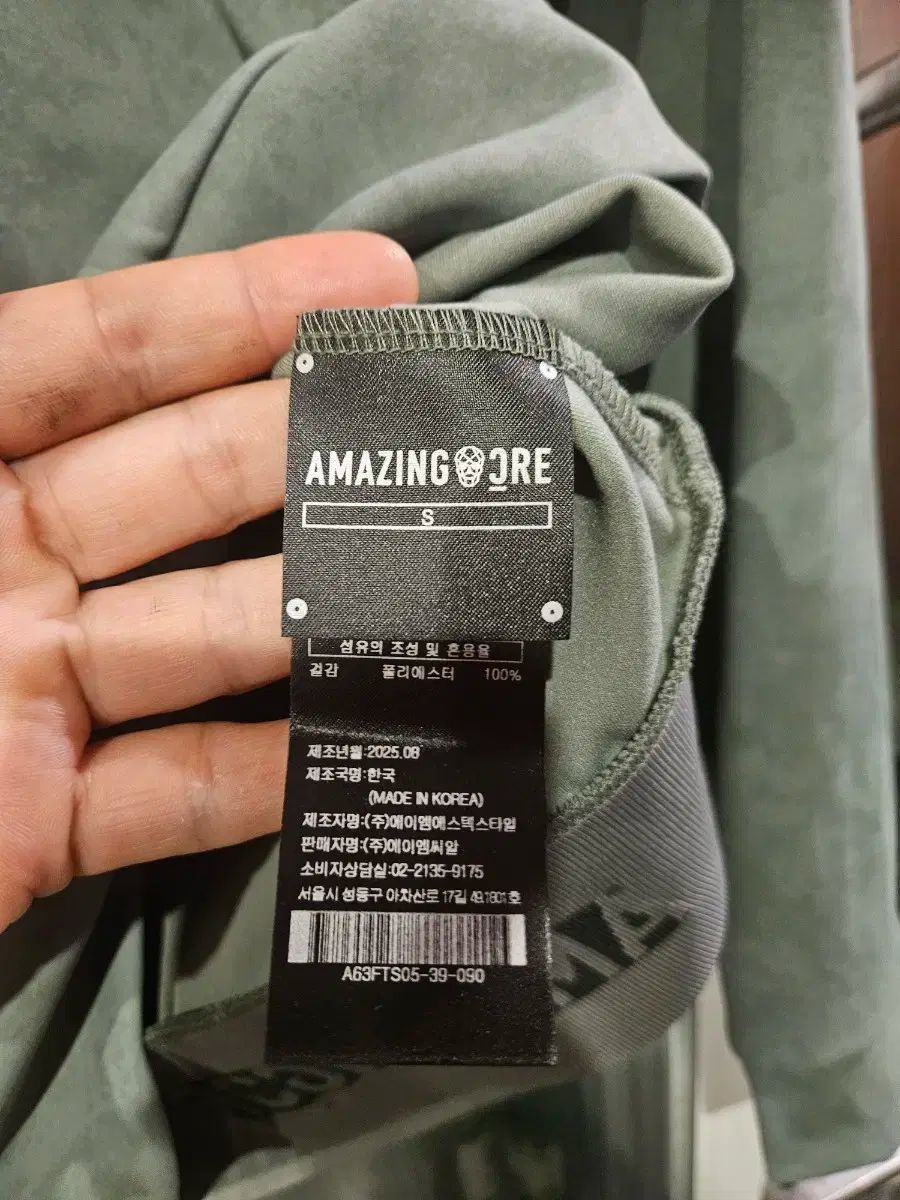 AMAZING CRE
S
섬유의 조성 및 혼용율
겉감 폴리에스터 100%
제조년월:2025.08
제조국명:한국
(MADE IN KOREA)
제조자명:(주)에이엠에스텍스타일
판매자명:(주)에이엠씨알
소비자상담실:02-2135-9175
서울시 성동구 아차산로 17길 49,1801호
A63FTS05-39-090